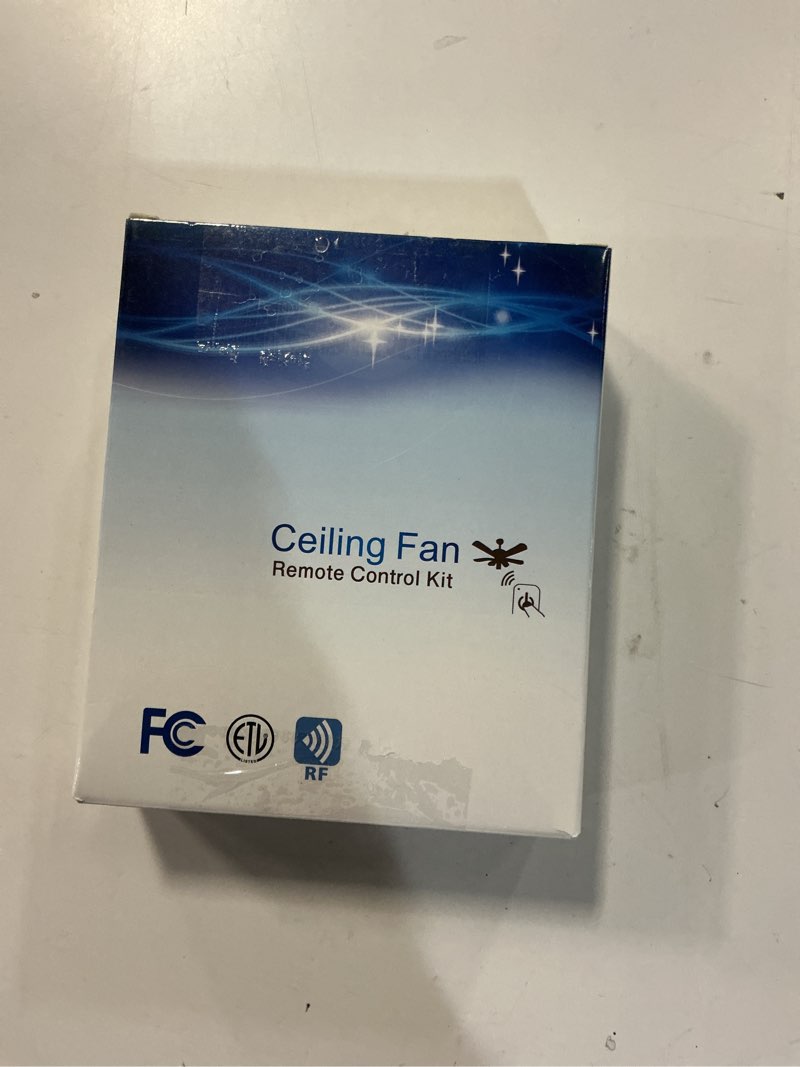 Ceiling Fan
Remote Control Kit
FC
ETL
RF